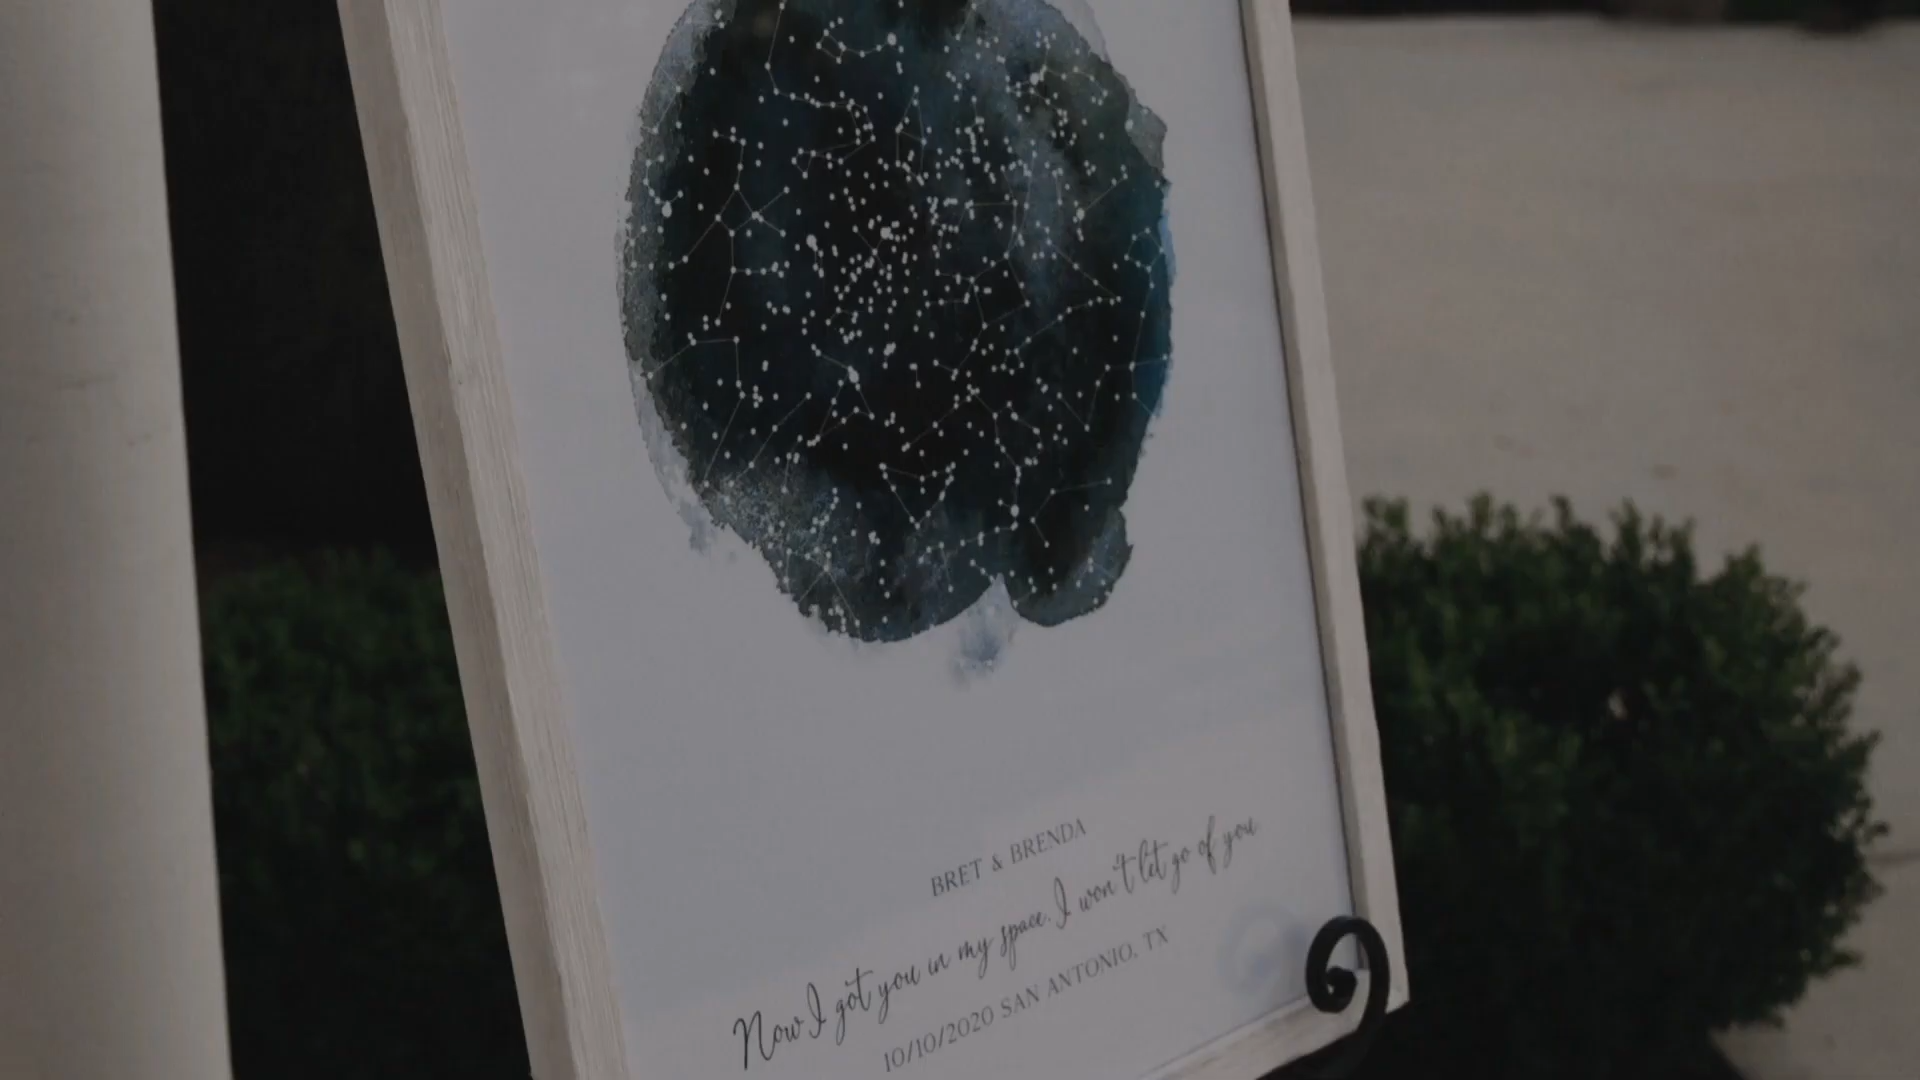 BRET & BRENDA
Now I got you in my space. I won't let go of you
10/10/2020 SAN ANTONIO, TX